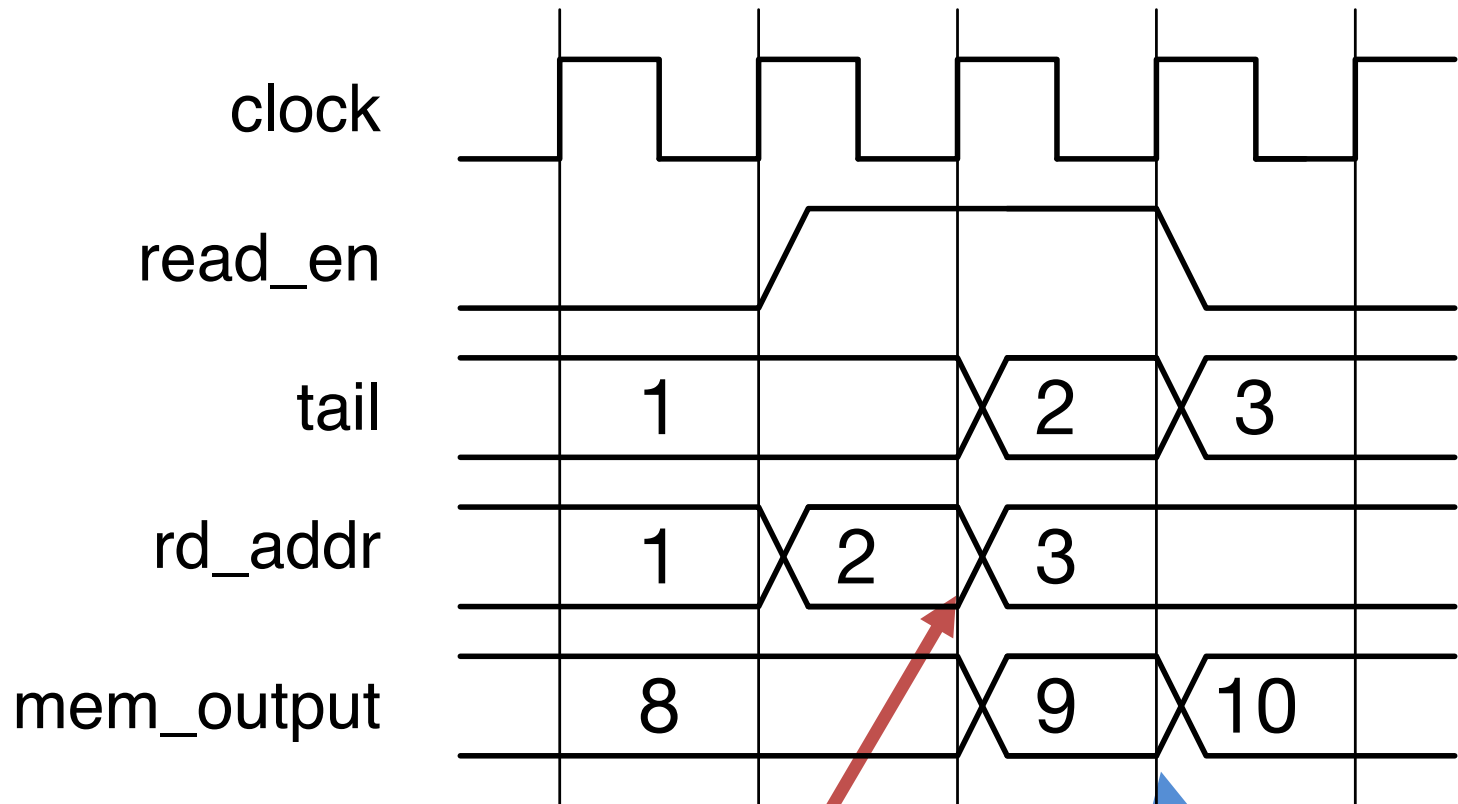 clock
read_en
tail 1 2 3
rd_addr 1 2 3
mem_output 8 9 10